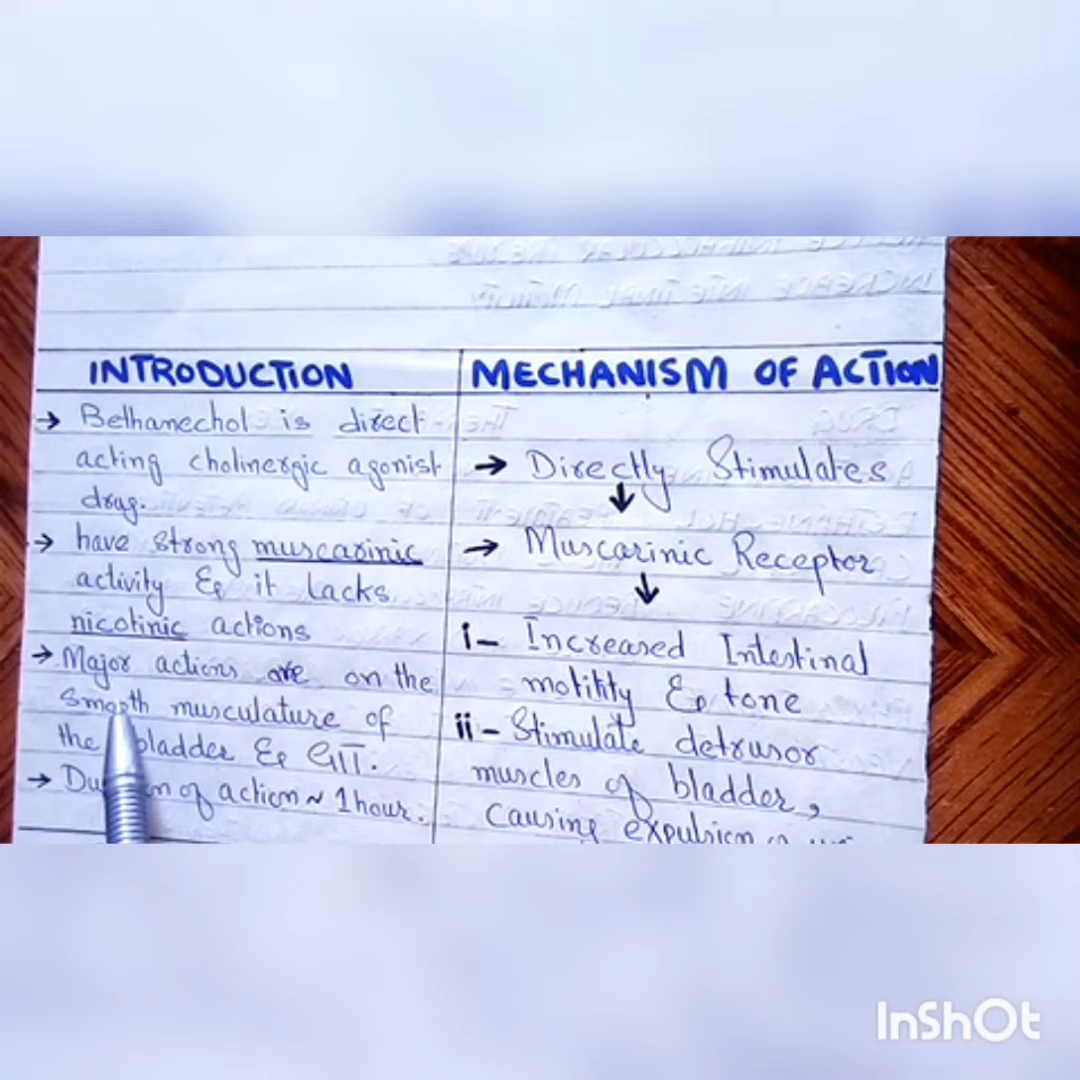 INTRODUCTION
→ Bethanechol is direct
acting cholinergic agonist
drug.
→ have strong muscarinic
activity & it lacks
nicotinic actions
→ Major actions are on the
smooth musculature of
the bladder & GIT.
→ of action ~ 1 hour.
MECHANISM OF ACTION
→ Directly Stimulates
↓
→ Muscarinic Receptor
↓
i- Increased Intestinal
motility & tone
ii- Stimulate detrusor
muscles of bladder,
causing expulsion
InShOt